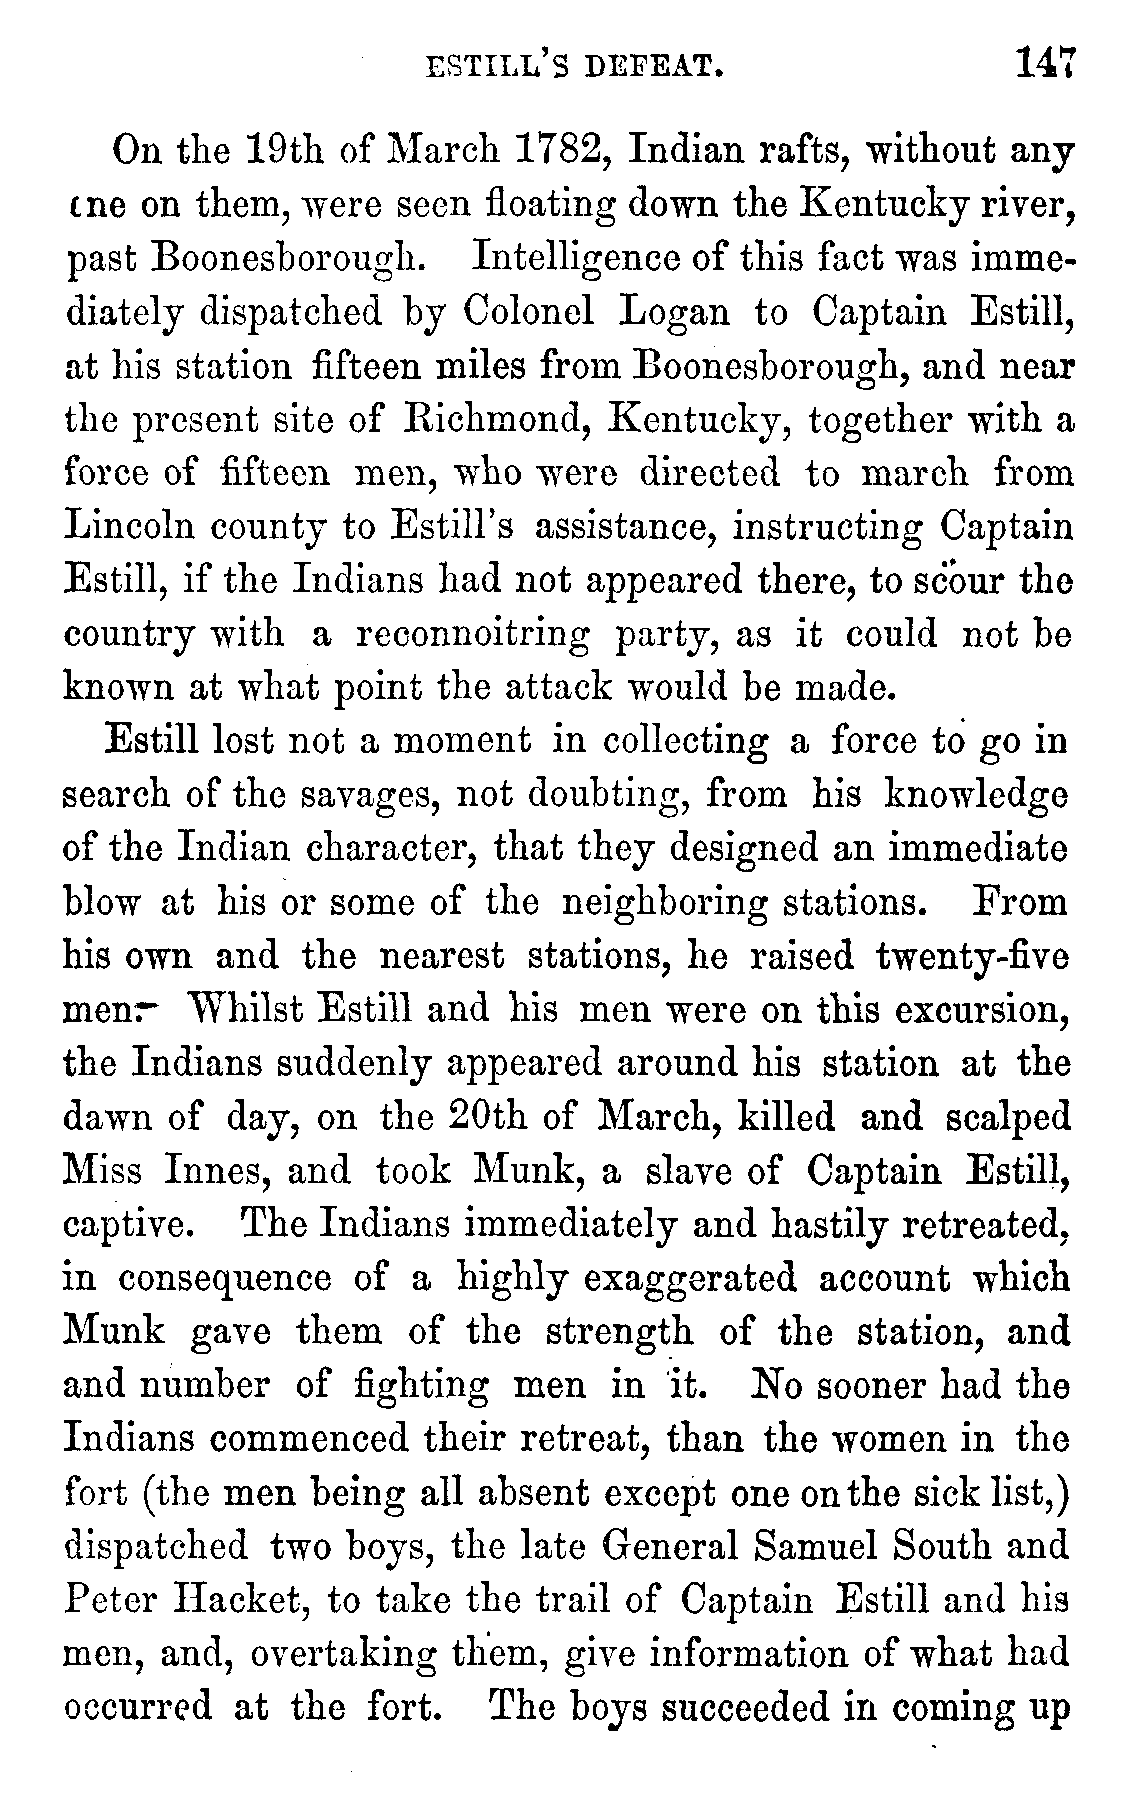 ESTILL'S DEFEAT. 147
On the 19th of March 1782, Indian rafts, without any
one on them, were seen floating down the Kentucky river,
past Boonesborough. Intelligence of this fact was imme-
diately dispatched by Colonel Logan to Captain Estill,
at his station fifteen miles from Boonesborough, and near
the present site of Richmond, Kentucky, together with a
force of fifteen men, who were directed to march from
Lincoln county to Estill's assistance, instructing Captain
Estill, if the Indians had not appeared there, to scour the
country with a reconnoitring party, as it could not be
known at what point the attack would be made.
Estill lost not a moment in collecting a force to go in
search of the savages, not doubting, from his knowledge
of the Indian character, that they designed an immediate
blow at his or some of the neighboring stations. From
his own and the nearest stations, he raised twenty-five
men. Whilst Estill and his men were on this excursion,
the Indians suddenly appeared around his station at the
dawn of day, on the 20th of March, killed and scalped
Miss Innes, and took Munk, a slave of Captain Estill,
captive. The Indians immediately and hastily retreated,
in consequence of a highly exaggerated account which
Munk gave them of the strength of the station, and
and number of fighting men in it. No sooner had the
Indians commenced their retreat, than the women in the
fort (the men being all absent except one on the sick list,)
dispatched two boys, the late General Samuel South and
Peter Hacket, to take the trail of Captain Estill and his
men, and, overtaking them, give information of what had
occurred at the fort. The boys succeeded in coming up